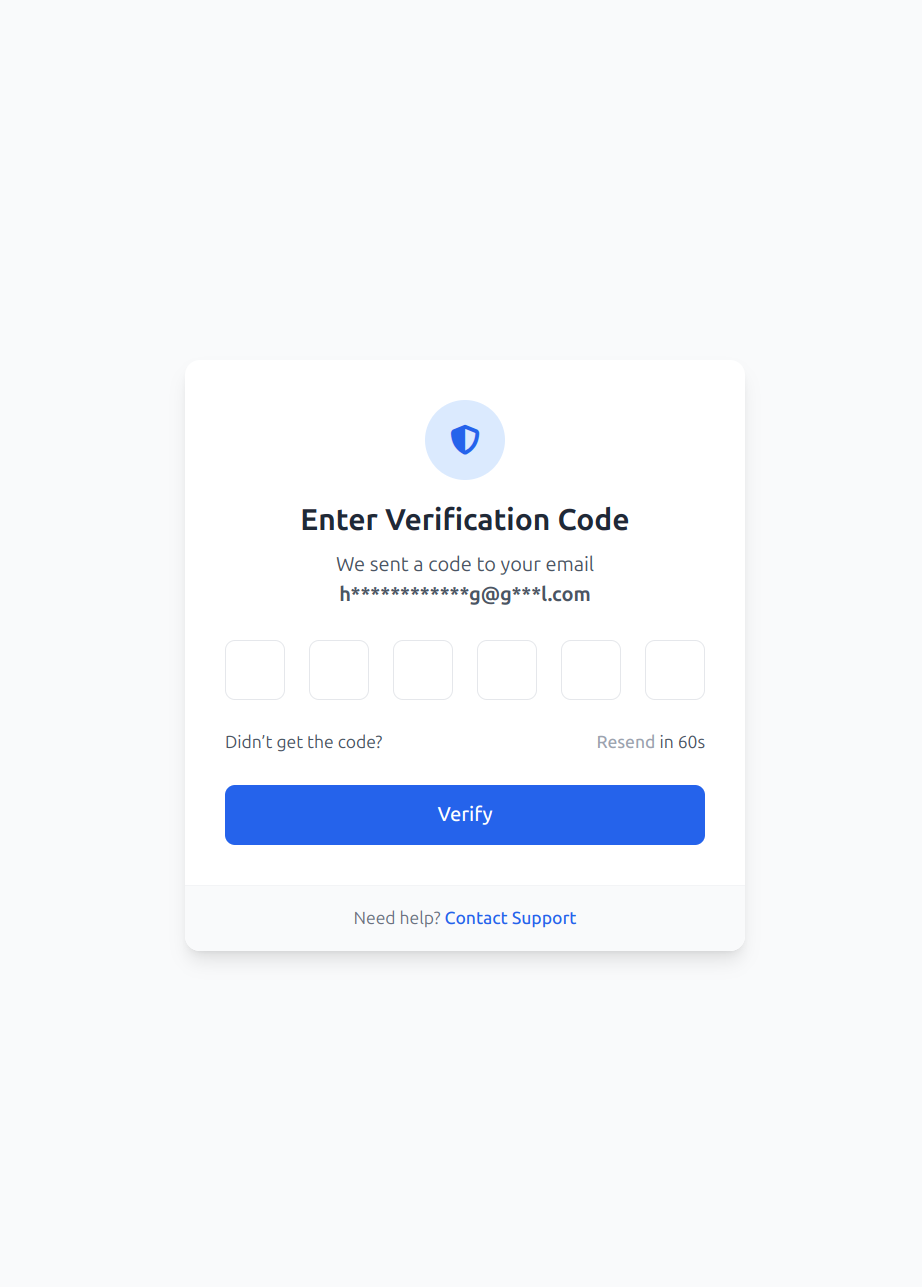 Enter Verification Code
We sent a code to your email
h************g@g***l.com
Didn’t get the code?
Resend in 60s
Verify
Need help? Contact Support